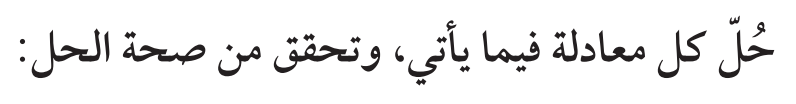 حُلّ كل معادلة فيما يأتي، وتحقق من صحة الحل: